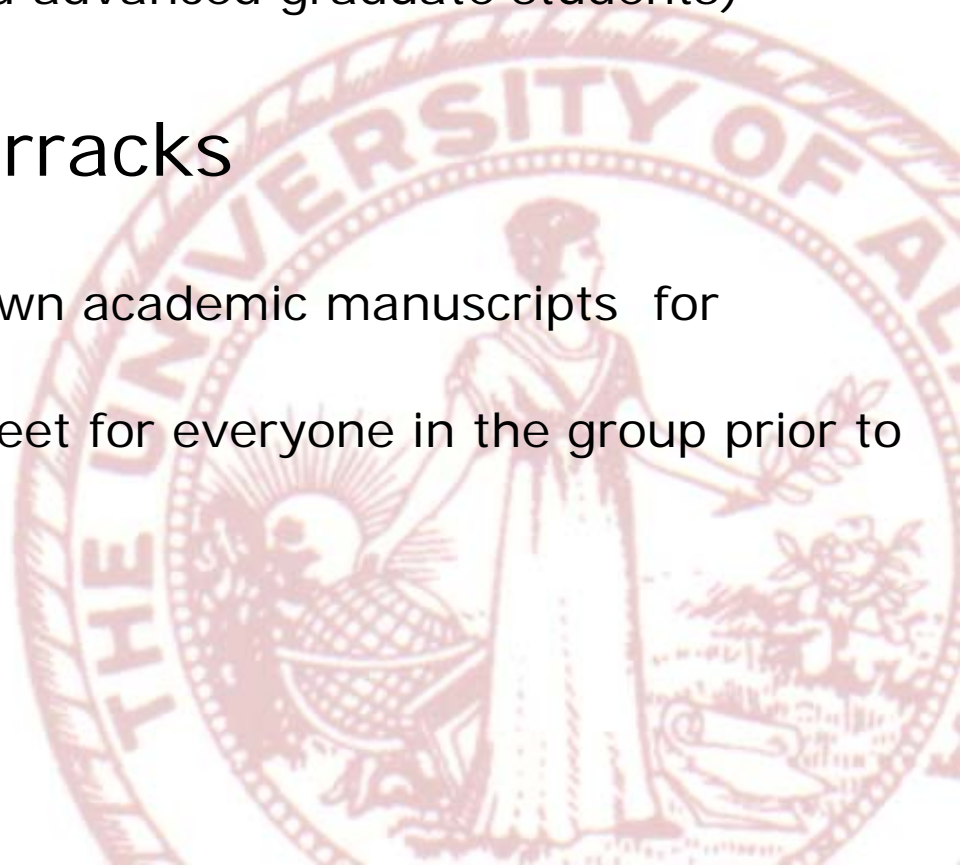 advanced graduate students)
rracks
wn academic manuscripts for
eet for everyone in the group prior to
THE UNIVERSITY OF AL